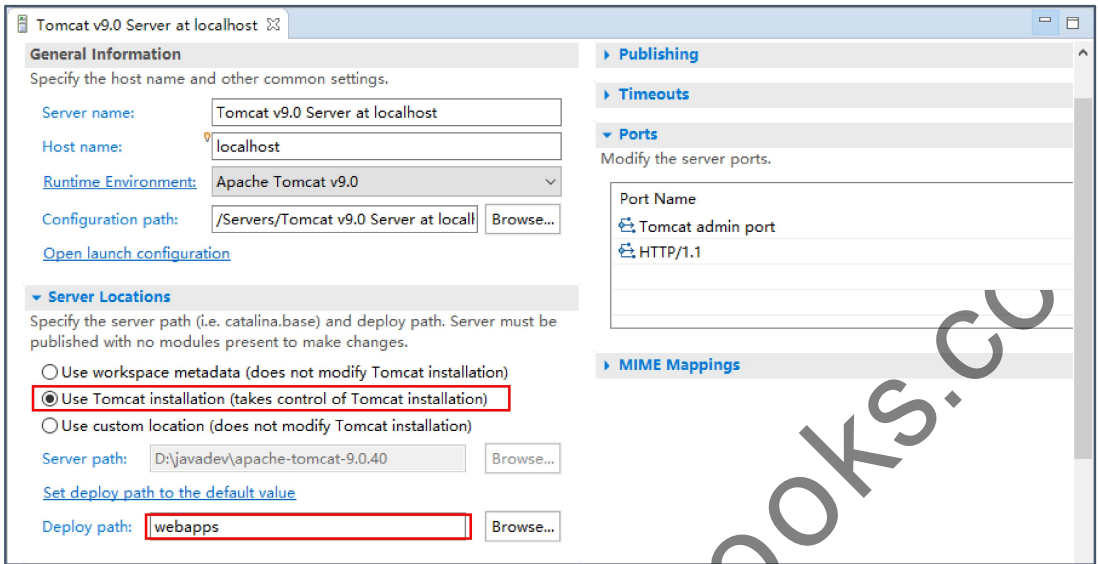 Tomcat v9.0 Server at localhost
General Information
Specify the host name and other common settings.
Server name: Tomcat v9.0 Server at localhost
Host name: localhost
Runtime Environment: Apache Tomcat v9.0
Configuration path: /Servers/Tomcat v9.0 Server at local Browse...
Open launch configuration
Server Locations
Specify the server path (i.e. catalina.base) and deploy path. Server must be
published with no modules present to make changes.
Use workspace metadata (does not modify Tomcat installation)
Use Tomcat installation (takes control of Tomcat installation)
Use custom location (does not modify Tomcat installation)
Server path: D:\javadev\apache-tomcat-9.0.40 Browse...
Set deploy path to the default value
Deploy path: webapps Browse...
Publishing
Timeouts
Ports
Modify the server ports.
Port Name
Tomcat admin port
HTTP/1.1
MIME Mappings
ooks.co